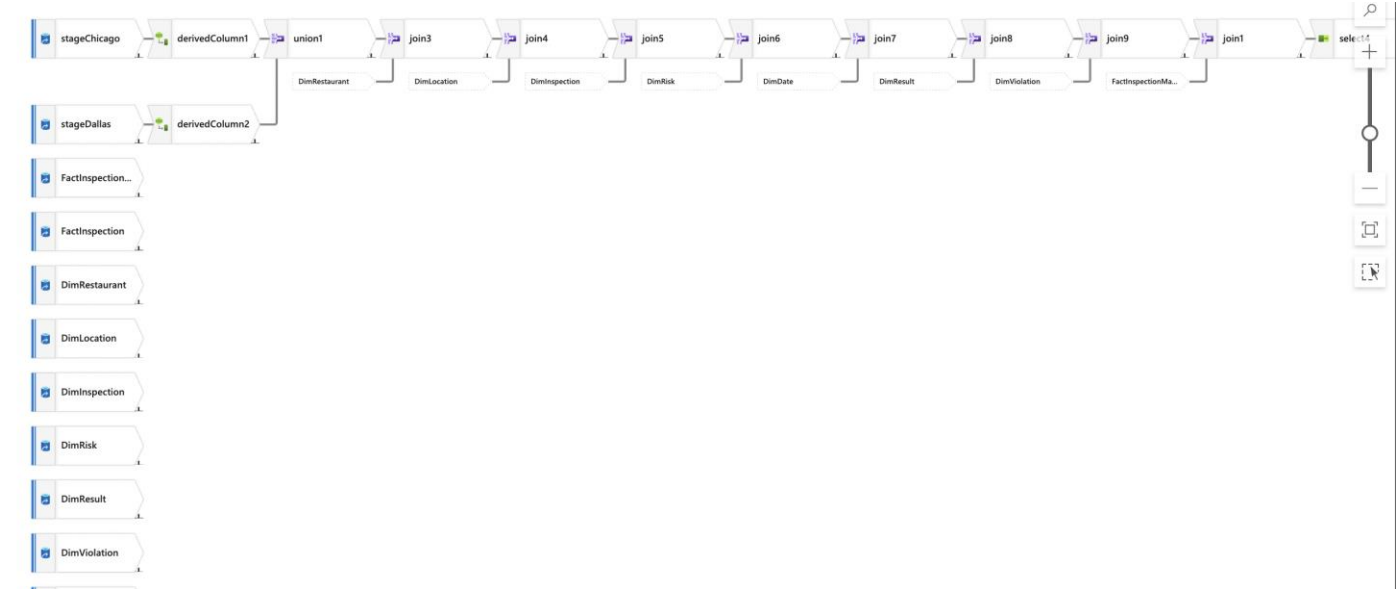 stageChicago derivedColumn1 union1 join3 join4 join5 join6 join7 join8 join9 join1 select4
DimRestaurant DimLocation DimInspection DimRisk DimDate DimResult DimViolation FactInspectionMa...
stageDallas derivedColumn2
FactInspection...
FactInspection
DimRestaurant
DimLocation
DimInspection
DimRisk
DimResult
DimViolation